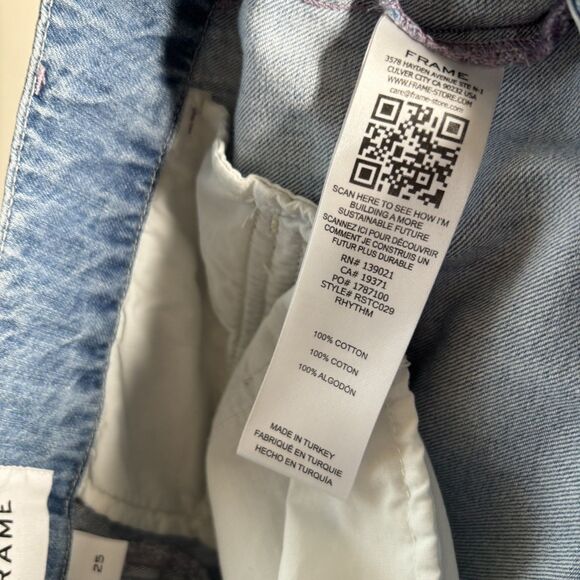 FRAME
3578 HAYDEN AVENUE STE N-1
CULVER CITY CA 90232 USA
WWW.FRAME-STORE.COM
care@frame-store.com
SCAN HERE TO SEE HOW I'M
BUILDING A MORE
SUSTAINABLE FUTURE
SCANNEZ ICI POUR DÉCOUVRIR
COMMENT JE CONSTRUIS UN
FUTUR PLUS DURABLE
RN# 139021
CA# 19371
PO# 1787100
STYLE# RSTC029
RHYTHM
100% COTTON
100% COTON
100% ALGODÓN
MADE IN TURKEY
FABRIQUÉ EN TURQUIE
HECHO EN TURQUÍA
RAME
25